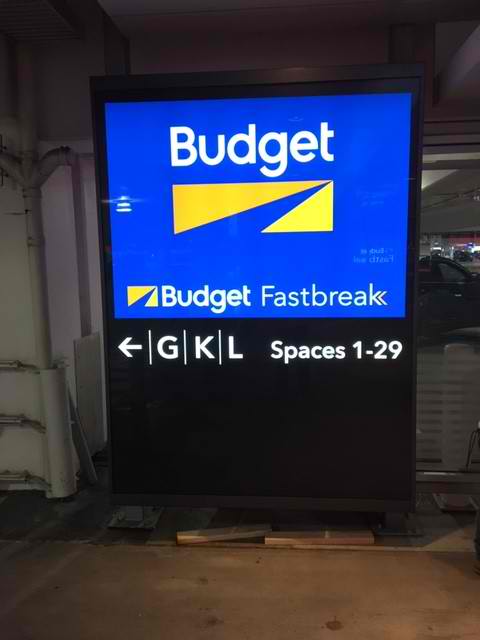 Budget
Budget Fastbreak
← G K L Spaces 1-29